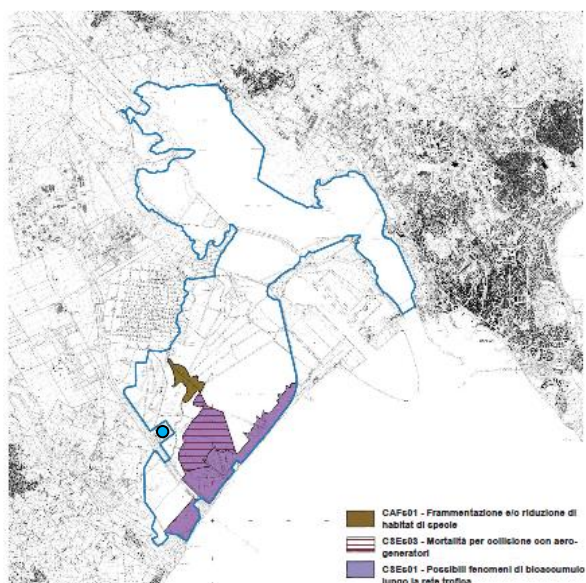 CAFs01 - Frammentazione e/o riduzione di
habitat di specie
CSEs03 - Mortalità per collisione con aero-
generatori
CSEs01 - Possibili fenomeni di bioaccumulo
lungo la rete trofica